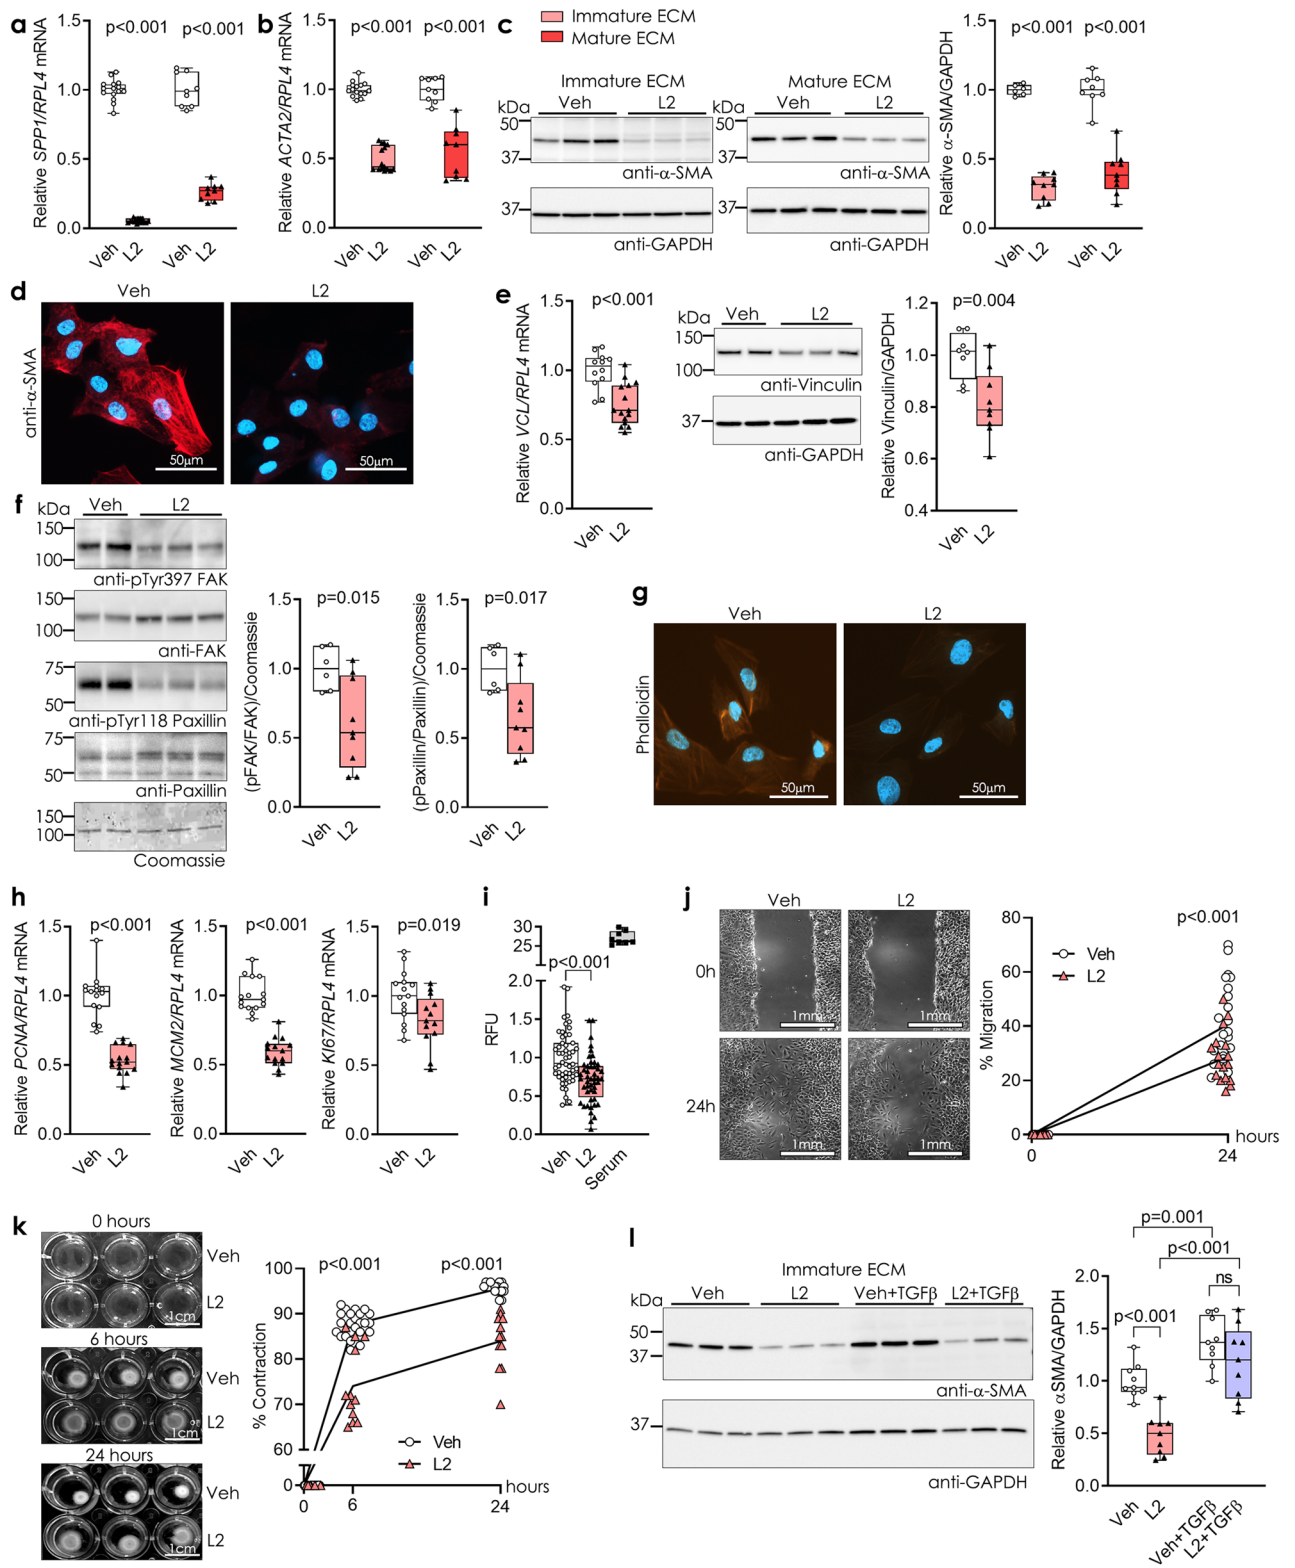 a
Relative SPP1/RPL4 mRNA
1.5
1.0
0.5
0.0
p<0.001 p<0.001
Veh L2 Veh L2
b
Relative ACTA2/RPL4 mRNA
1.5
1.0
0.5
0.0
p<0.001 p<0.001
Veh L2 Veh L2
c
Immature ECM
Mature ECM
Immature ECM
kDa Veh L2
50
37
anti-α-SMA
37
anti-GAPDH
Mature ECM
kDa Veh L2
50
37
anti-α-SMA
37
anti-GAPDH
Relative α-SMA/GAPDH
1.5
1.0
0.5
0.0
p<0.001 p<0.001
Veh L2 Veh L2
d
Veh L2
anti-α-SMA
50μm 50μm
e
Relative VCL/RPL4 mRNA
1.5
1.0
0.5
0.0
p<0.001
Veh L2
kDa Veh L2
150
100
anti-Vinculin
37
anti-GAPDH
Relative Vinculin/GAPDH
1.2
1.0
0.8
0.6
0.4
p=0.004
Veh L2
f
kDa Veh L2
150
100
anti-pTyr397 FAK
150
100
anti-FAK
75
50
anti-pTyr118 Paxillin
75
50
anti-Paxillin
150
100
Coomassie
(pFAK/FAK)/Coomassie
1.5
1.0
0.5
0.0
p=0.015
Veh L2
(pPaxillin/Paxillin)/Coomassie
1.5
1.0
0.5
0.0
p=0.017
Veh L2
g
Veh L2
Phalloidin
50μm 50μm
h
Relative PCNA/RPL4 mRNA
1.5
1.0
0.5
0.0
p<0.001
Veh L2
Relative MCM2/RPL4 mRNA
1.5
1.0
0.5
0.0
p<0.001
Veh L2
Relative KI67/RPL4 mRNA
1.5
1.0
0.5
0.0
p=0.019
Veh L2
i
RFU
30
25
20
2.0
1.5
1.0
0.5
0.0
p<0.001
Veh L2 Serum
j
Veh L2
0h
1mm 1mm
24h
1mm 1mm
% Migration
80
60
40
20
0
p<0.001
Veh
L2
0 24 hours
k
0 hours
Veh
L2
1cm
6 hours
Veh
L2
1cm
24 hours
Veh
L2
1cm
% Contraction
100
90
80
70
60
0
p<0.001 p<0.001
Veh
L2
0 6 24 hours
l
Immature ECM
kDa Veh L2 Veh+TGFβ L2+TGFβ
50
37
anti-α-SMA
37
anti-GAPDH
Relative αSMA/GAPDH
2.0
1.5
1.0
0.5
0.0
p=0.001
p<0.001
ns
p<0.001
Veh L2 Veh+TGFβ L2+TGFβ